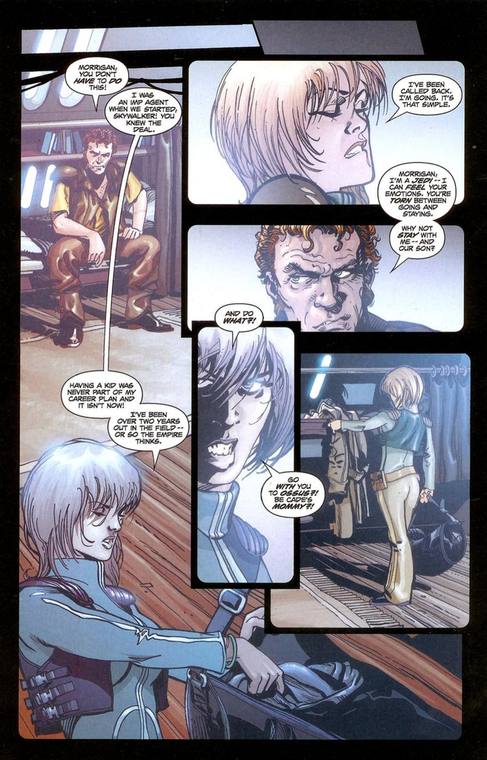 MORRIGAN,
YOU DON'T
HAVE TO DO
THIS!
I WAS
AN IMP AGENT
WHEN WE STARTED,
SKYWALKER! YOU
KNEW THE
DEAL.
HAVING A KID WAS
NEVER PART OF MY
CAREER PLAN AND
IT ISN'T NOW!
I'VE BEEN
OVER TWO YEARS
OUT IN THE FIELD --
OR SO THE EMPIRE
THINKS.
I'VE BEEN
CALLED BACK.
I'M GOING. IT'S
THAT SIMPLE.
MORRIGAN,
I'M A JEDI -- I
CAN FEEL YOUR
EMOTIONS. YOU'RE
TORN BETWEEN
GOING AND
STAYING.
WHY NOT
STAY WITH
ME -- AND
OUR SON?
AND DO
WHAT?!
GO
WITH YOU
TO OSSUS?!
BE CADE'S
MOMMY?!